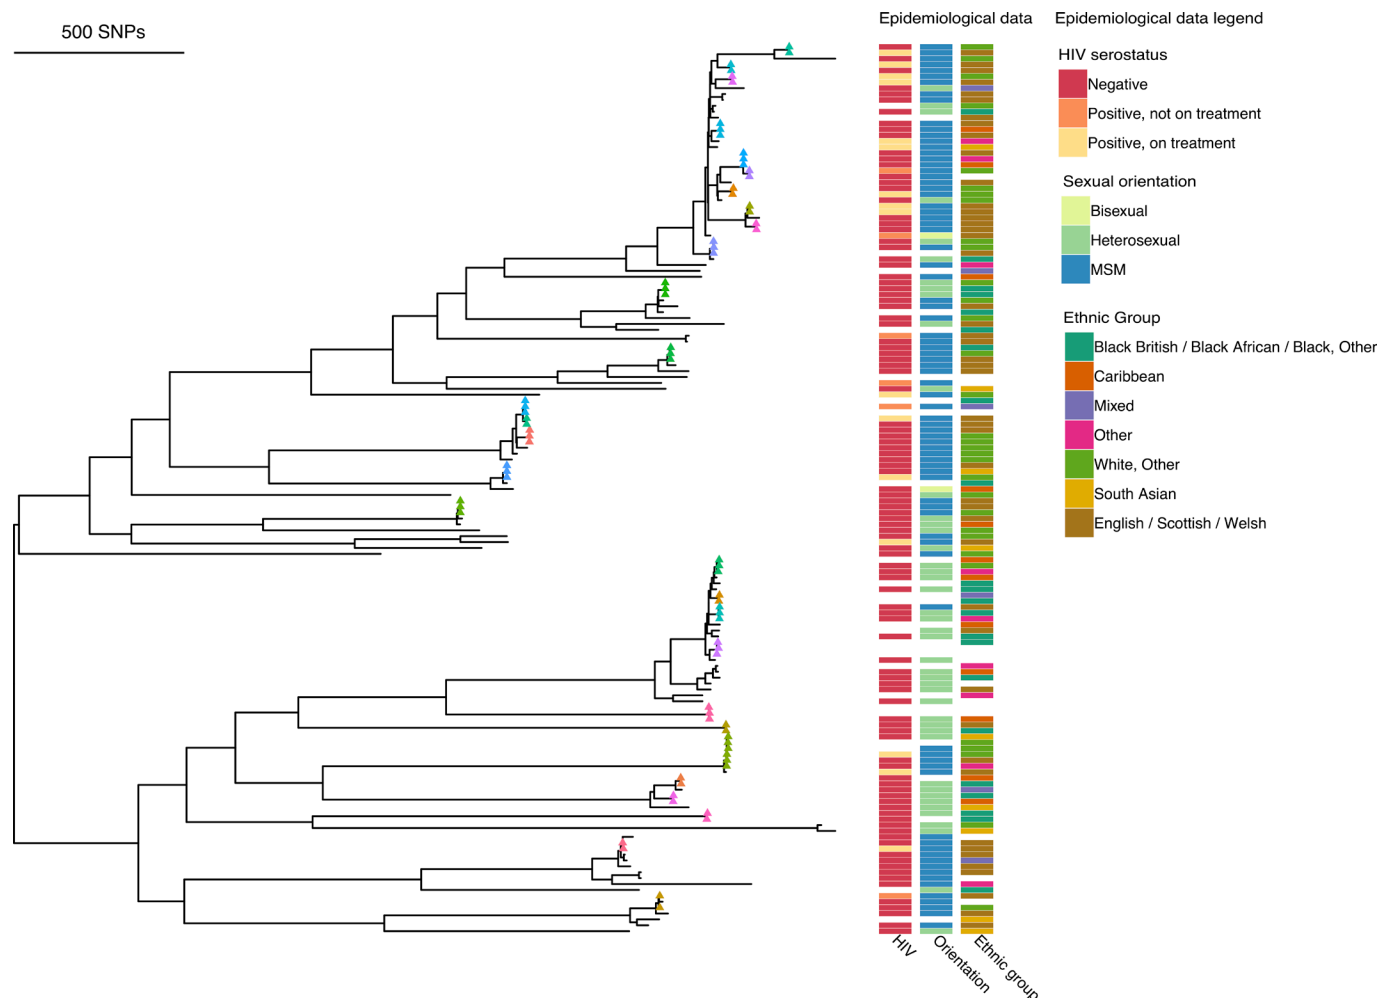 500 SNPs
Epidemiological data
Epidemiological data legend
HIV serostatus
Negative
Positive, not on treatment
Positive, on treatment
Sexual orientation
Bisexual
Heterosexual
MSM
Ethnic Group
Black British / Black African / Black, Other
Caribbean
Mixed
Other
White, Other
South Asian
English / Scottish / Welsh
HIV
Orientation
Ethnic group